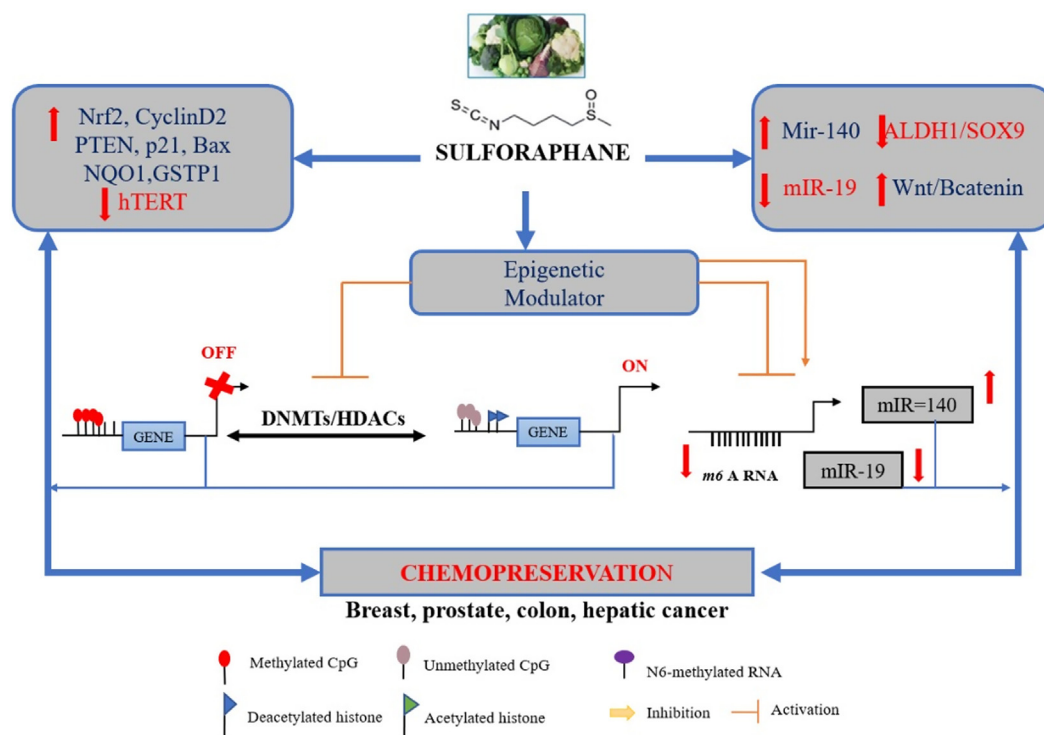 S
C
N
O
S
SULFORAPHANE
Nrf2, CyclinD2
PTEN, p21, Bax
NQO1,GSTP1
hTERT
Mir-140 ALDH1/SOX9
mIR-19 Wnt/Bcatenin
Epigenetic
Modulator
OFF
GENE
DNMTs/HDACs
ON
GENE
m6 A RNA
mIR=140
mIR-19
CHEMOPRESERVATION
Breast, prostate, colon, hepatic cancer
Methylated CpG
Unmethylated CpG
N6-methylated RNA
Deacetylated histone
Acetylated histone
Inhibition
Activation